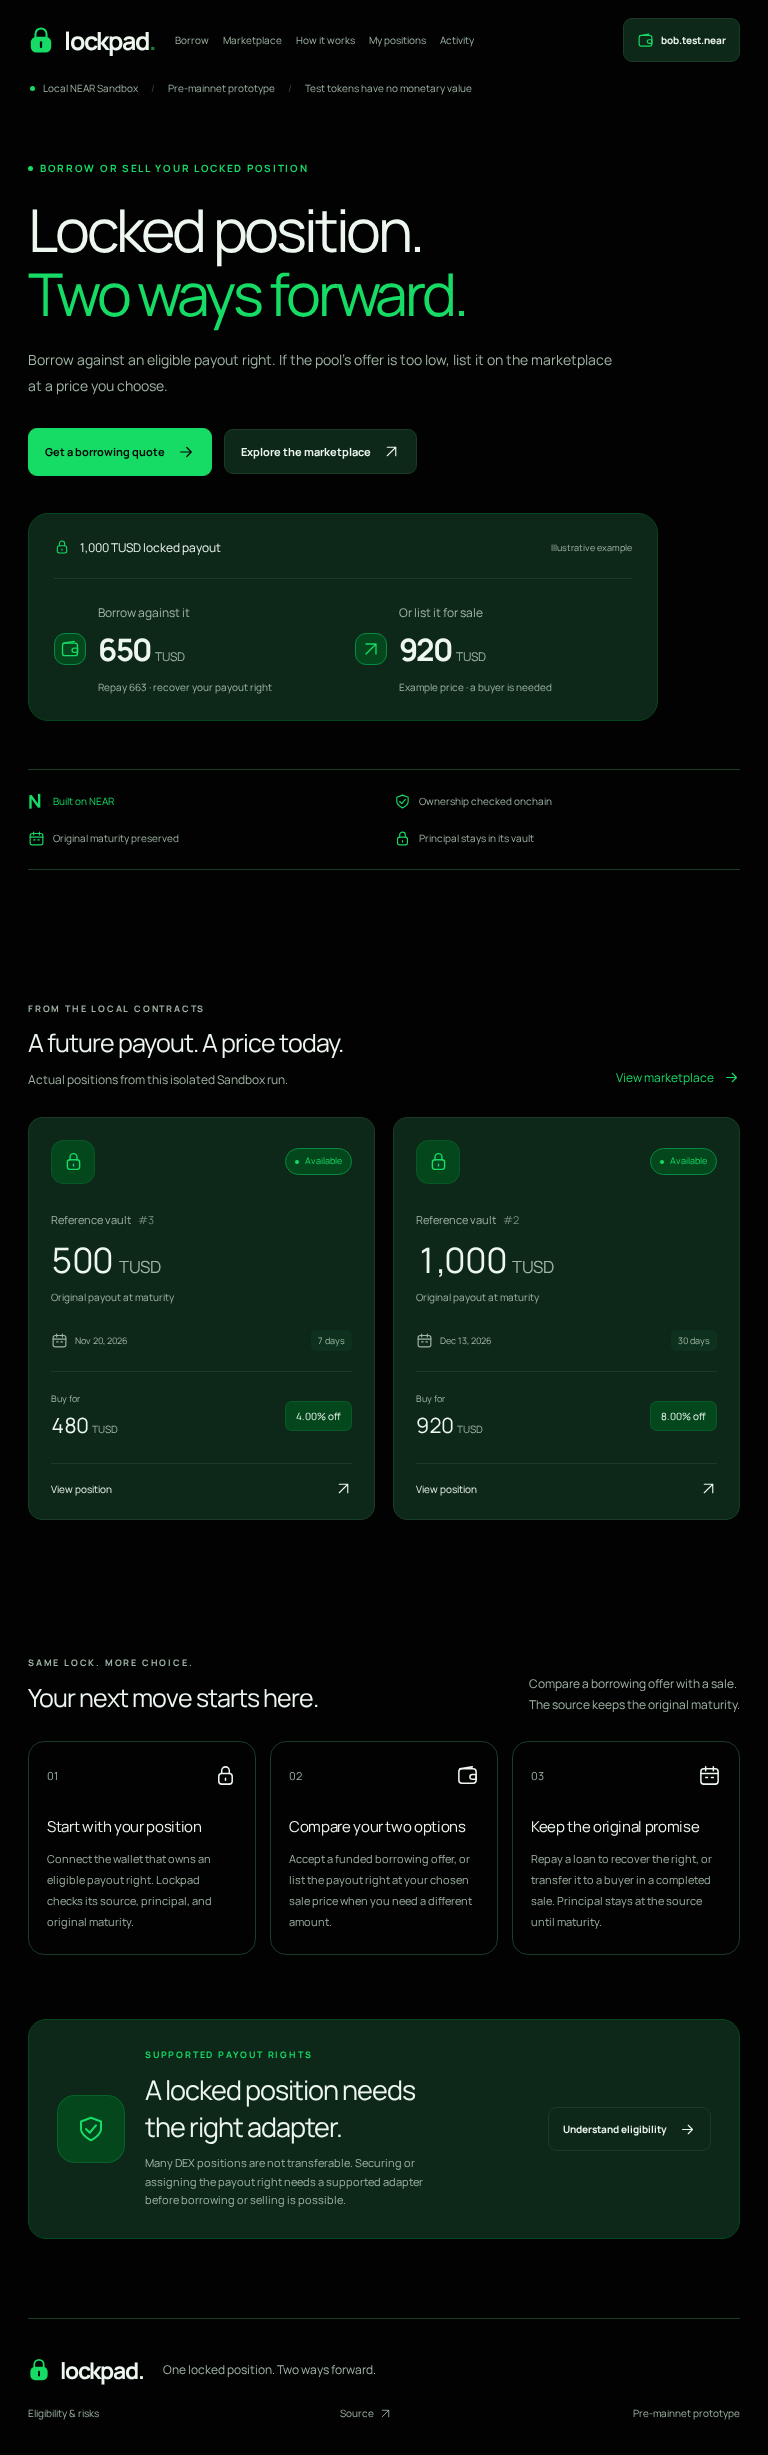 lockpad.
Borrow Marketplace How it works My positions Activity
bob.test.near
Local NEAR Sandbox / Pre-mainnet prototype / Test tokens have no monetary value
BORROW OR SELL YOUR LOCKED POSITION
Locked position.
Two ways forward.
Borrow against an eligible payout right. If the pool's offer is too low, list it on the marketplace
at a price you choose.
Get a borrowing quote
Explore the marketplace
1,000 TUSD locked payout
Illustrative example
Borrow against it
650 TUSD
Repay 663 · recover your payout right
Or list it for sale
920 TUSD
Example price · a buyer is needed
Built on NEAR
Ownership checked onchain
Original maturity preserved
Principal stays in its vault
FROM THE LOCAL CONTRACTS
A future payout. A price today.
Actual positions from this isolated Sandbox run.
View marketplace
Available
Reference vault #3
500 TUSD
Original payout at maturity
Nov 20, 2026
7 days
Buy for
480 TUSD
4.00% off
View position
Available
Reference vault #2
1,000 TUSD
Original payout at maturity
Dec 13, 2026
30 days
Buy for
920 TUSD
8.00% off
View position
SAME LOCK. MORE CHOICE.
Your next move starts here.
Compare a borrowing offer with a sale.
The source keeps the original maturity.
01
Start with your position
Connect the wallet that owns an
eligible payout right. Lockpad
checks its source, principal, and
original maturity.
02
Compare your two options
Accept a funded borrowing offer, or
list the payout right at your chosen
sale price when you need a different
amount.
03
Keep the original promise
Repay a loan to recover the right, or
transfer it to a buyer in a completed
sale. Principal stays at the source
until maturity.
SUPPORTED PAYOUT RIGHTS
A locked position needs
the right adapter.
Many DEX positions are not transferable. Securing or
assigning the payout right needs a supported adapter
before borrowing or selling is possible.
Understand eligibility
lockpad.
One locked position. Two ways forward.
Eligibility & risks
Source
Pre-mainnet prototype